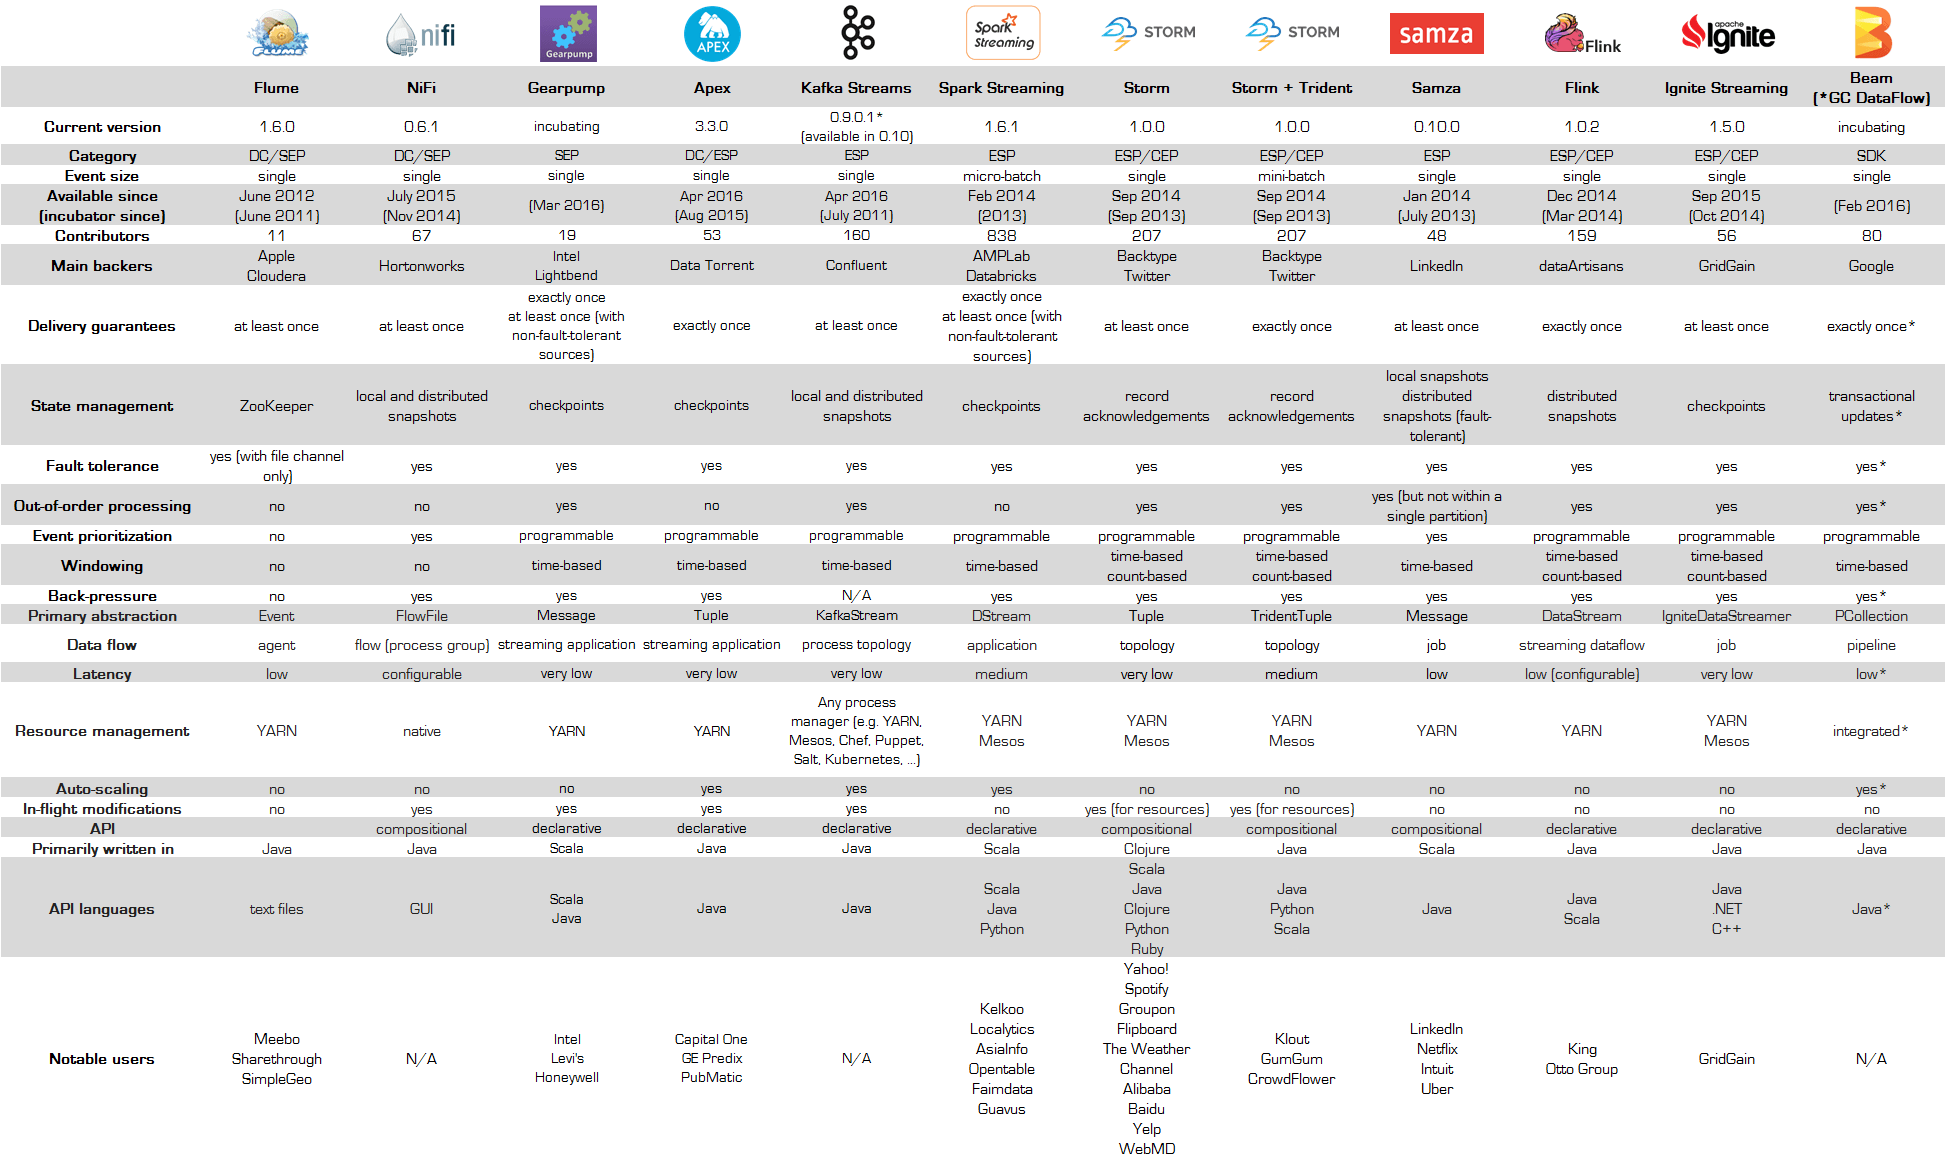 FLUME
nifi
Gearpump
APEX
Spark
Streaming
STORM
STORM
samza
Flink
apache
Ignite
Flume NiFi Gearpump Apex Kafka Streams Spark Streaming Storm Storm + Trident Samza Flink Ignite Streaming Beam
(*GC DataFlow)
Current version 1.6.0 0.6.1 incubating 3.3.0 0.9.0.1* 1.6.1 1.0.0 1.0.0 0.10.0 1.0.2 1.5.0 incubating
(available in 0.10)
Category DC/SEP DC/SEP SEP DC/ESP ESP ESP ESP/CEP ESP/CEP ESP ESP/CEP ESP/CEP SDK
Event size single single single single single micro-batch single mini-batch single single single single
Available since June 2012 July 2015 (Mar 2016) Apr 2016 Apr 2016 Feb 2014 Sep 2014 Sep 2014 Jan 2014 Dec 2014 Sep 2015 (Feb 2016)
(incubator since) (June 2011) (Nov 2014) (Aug 2015) (July 2011) (2013) (Sep 2013) (Sep 2013) (July 2013) (Mar 2014) (Oct 2014)
Contributors 11 67 19 53 160 838 207 207 48 159 56 80
Main backers Apple Hortonworks Intel Data Torrent Confluent AMPLab Backtype Backtype LinkedIn dataArtisans GridGain Google
Cloudera Lightbend Databricks Twitter Twitter
Delivery guarantees at least once at least once exactly once exactly once at least once exactly once at least once exactly once at least once exactly once at least once exactly once*
at least once (with at least once (with
non-fault-tolerant non-fault-tolerant
sources) sources)
State management ZooKeeper local and distributed checkpoints checkpoints local and distributed checkpoints record record local snapshots distributed checkpoints transactional
snapshots snapshots acknowledgements acknowledgements distributed snapshots updates*
snapshots (fault-
tolerant)
Fault tolerance yes (with file channel yes yes yes yes yes yes yes yes yes yes yes*
only)
Out-of-order processing no no yes no yes no yes yes yes (but not within a yes yes yes*
single partition)
Event prioritization no yes programmable programmable programmable programmable programmable programmable yes programmable programmable programmable
Windowing no no time-based time-based time-based time-based time-based time-based time-based time-based time-based time-based
count-based count-based count-based count-based
Back-pressure no yes yes yes N/A yes yes yes yes yes yes yes*
Primary abstraction Event FlowFile Message Tuple KafkaStream DStream Tuple TridentTuple Message DataStream IgniteDataStreamer PCollection
Data flow agent flow (process group) streaming application streaming application process topology application topology topology job streaming dataflow job pipeline
Latency low configurable very low very low very low medium very low medium low low (configurable) very low low*
Resource management YARN native YARN YARN Any process YARN YARN YARN YARN YARN YARN integrated*
manager (e.g. YARN, Mesos Mesos Mesos Mesos
Mesos, Chef, Puppet,
Salt, Kubernetes, ...)
Auto-scaling no no no yes yes yes no no no no no yes*
In-flight modifications no yes yes yes yes no yes (for resources) yes (for resources) no no no no
API compositional declarative declarative declarative declarative compositional compositional compositional declarative declarative declarative
Primarily written in Java Java Scala Java Java Scala Clojure Java Scala Java Java Java
API languages text files GUI Scala Java Java Scala Scala Java Java Java Java Java*
Java Java Java Python Scala .NET
Python Clojure Scala C++
Python
Ruby
Notable users Meebo N/A Intel Capital One N/A Kelkoo Yahoo! Klout LinkedIn King GridGain N/A
Sharethrough Levi's GE Predix Localytics Spotify GumGum Netflix Otto Group
SimpleGeo Honeywell PubMatic AsiaInfo Groupon CrowdFlower Intuit
Opentable Flipboard Uber
Faimdata The Weather
Guavus Channel
Alibaba
Baidu
Yelp
WebMD